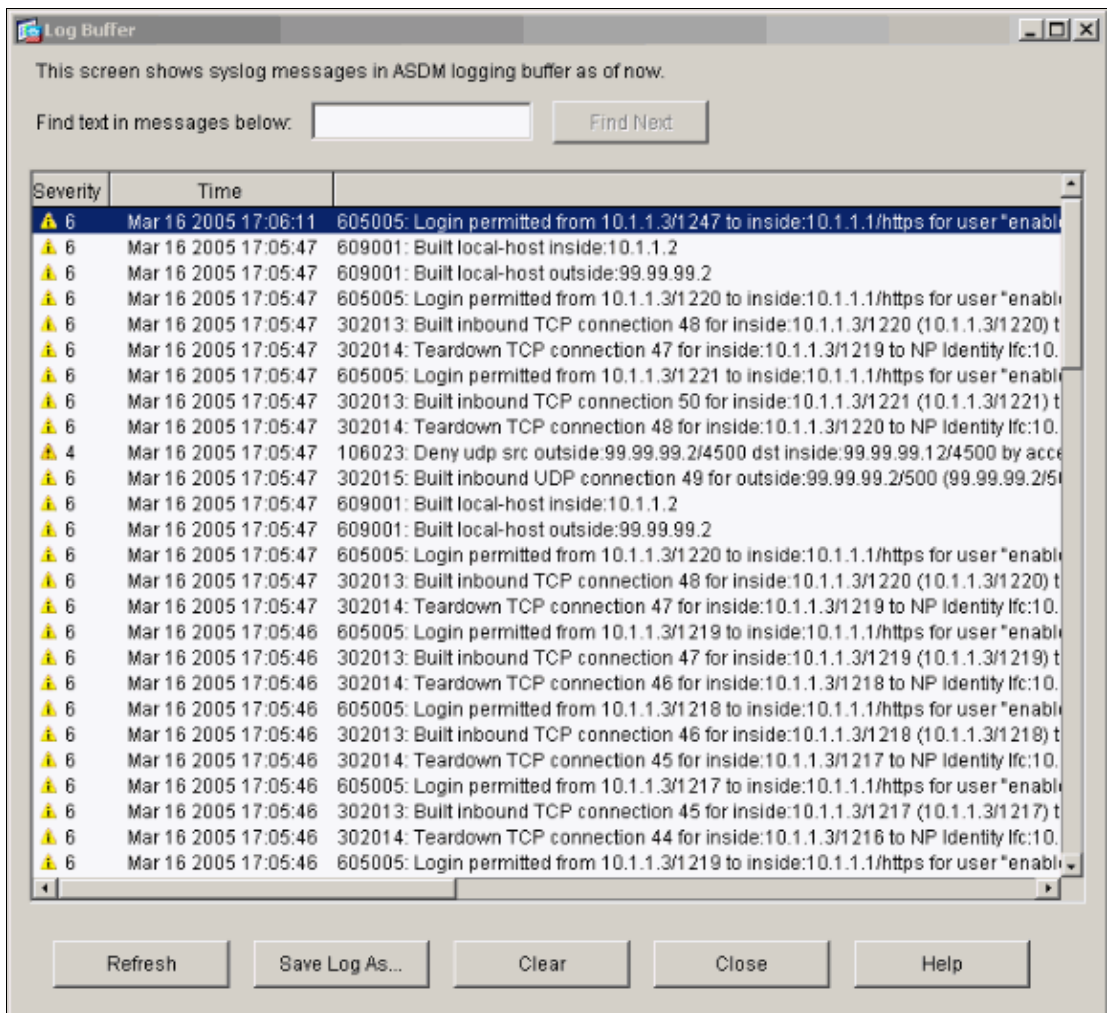 Log Buffer
This screen shows syslog messages in ASDM logging buffer as of now.
Find text in messages below: Find Next
Severity Time
6 Mar 16 2005 17:06:11 605005: Login permitted from 10.1.1.3/1247 to inside:10.1.1.1/https for user "enabl
6 Mar 16 2005 17:05:47 609001: Built local-host inside:10.1.1.2
6 Mar 16 2005 17:05:47 609001: Built local-host outside:99.99.99.2
6 Mar 16 2005 17:05:47 605005: Login permitted from 10.1.1.3/1220 to inside:10.1.1.1/https for user "enabl
6 Mar 16 2005 17:05:47 302013: Built inbound TCP connection 48 for inside:10.1.1.3/1220 (10.1.1.3/1220) t
6 Mar 16 2005 17:05:47 302014: Teardown TCP connection 47 for inside:10.1.1.3/1219 to NP Identity Ifc:10.
6 Mar 16 2005 17:05:47 605005: Login permitted from 10.1.1.3/1221 to inside:10.1.1.1/https for user "enabl
6 Mar 16 2005 17:05:47 302013: Built inbound TCP connection 50 for inside:10.1.1.3/1221 (10.1.1.3/1221) t
6 Mar 16 2005 17:05:47 302014: Teardown TCP connection 48 for inside:10.1.1.3/1220 to NP Identity Ifc:10.
4 Mar 16 2005 17:05:47 106023: Deny udp src outside:99.99.99.2/4500 dst inside:99.99.99.12/4500 by acce
6 Mar 16 2005 17:05:47 302015: Built inbound UDP connection 49 for outside:99.99.99.2/500 (99.99.99.2/5
6 Mar 16 2005 17:05:47 609001: Built local-host inside:10.1.1.2
6 Mar 16 2005 17:05:47 609001: Built local-host outside:99.99.99.2
6 Mar 16 2005 17:05:47 605005: Login permitted from 10.1.1.3/1220 to inside:10.1.1.1/https for user "enabl
6 Mar 16 2005 17:05:47 302013: Built inbound TCP connection 48 for inside:10.1.1.3/1220 (10.1.1.3/1220) t
6 Mar 16 2005 17:05:47 302014: Teardown TCP connection 47 for inside:10.1.1.3/1219 to NP Identity Ifc:10.
6 Mar 16 2005 17:05:46 605005: Login permitted from 10.1.1.3/1219 to inside:10.1.1.1/https for user "enabl
6 Mar 16 2005 17:05:46 302013: Built inbound TCP connection 47 for inside:10.1.1.3/1219 (10.1.1.3/1219) t
6 Mar 16 2005 17:05:46 302014: Teardown TCP connection 46 for inside:10.1.1.3/1218 to NP Identity Ifc:10.
6 Mar 16 2005 17:05:46 605005: Login permitted from 10.1.1.3/1218 to inside:10.1.1.1/https for user "enabl
6 Mar 16 2005 17:05:46 302013: Built inbound TCP connection 46 for inside:10.1.1.3/1218 (10.1.1.3/1218) t
6 Mar 16 2005 17:05:46 302014: Teardown TCP connection 45 for inside:10.1.1.3/1217 to NP Identity Ifc:10.
6 Mar 16 2005 17:05:46 605005: Login permitted from 10.1.1.3/1217 to inside:10.1.1.1/https for user "enabl
6 Mar 16 2005 17:05:46 302013: Built inbound TCP connection 45 for inside:10.1.1.3/1217 (10.1.1.3/1217) t
6 Mar 16 2005 17:05:46 302014: Teardown TCP connection 44 for inside:10.1.1.3/1216 to NP Identity Ifc:10.
6 Mar 16 2005 17:05:46 605005: Login permitted from 10.1.1.3/1219 to inside:10.1.1.1/https for user "enabl
Refresh Save Log As... Clear Close Help